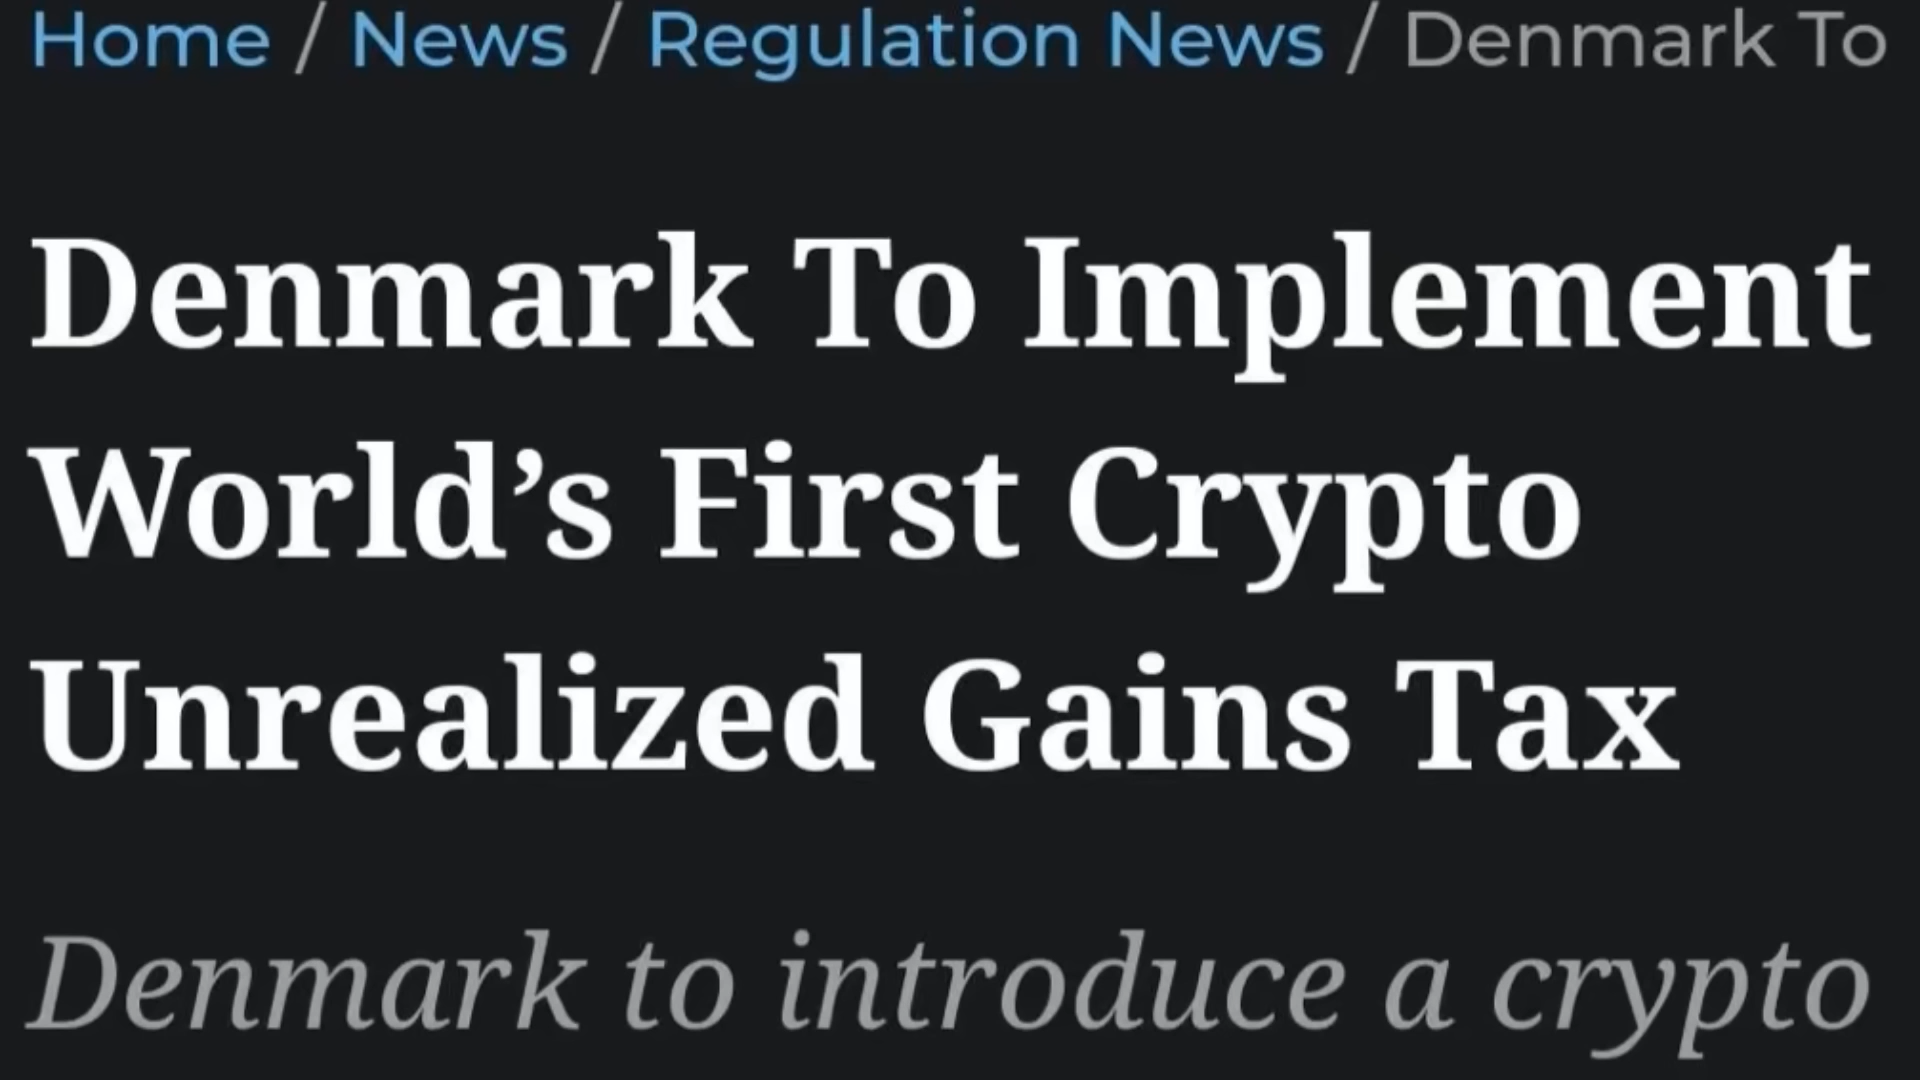 Home / News / Regulation News / Denmark To
Denmark To Implement
World’s First Crypto
Unrealized Gains Tax
Denmark to introduce a crypto